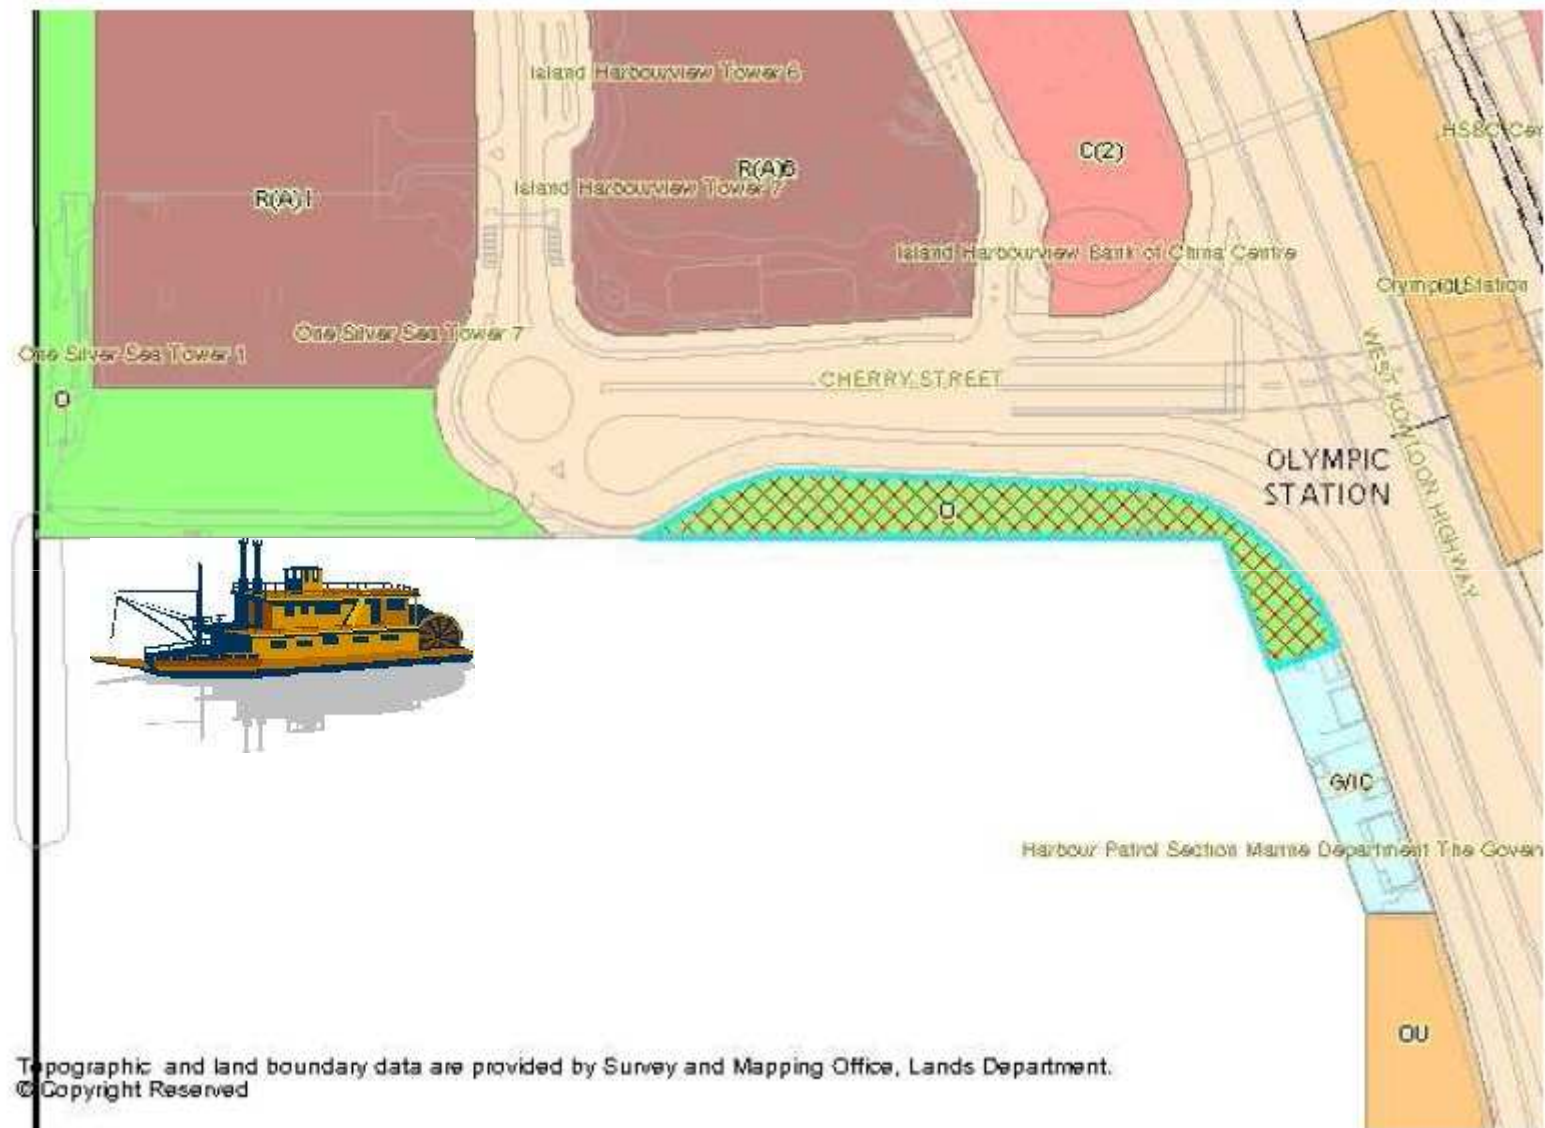 Island Harbourview Tower 6
HSBC Cen
C(2)
R(A)6
Island Harbourview Tower 7
R(A)1
Island Harbourview Bank of China Centre
Olympic Station
One Silver Sea Tower 7
One Silver Sea Tower 1
CHERRY STREET
WEST KOWLOON HIGHWAY
O
OLYMPIC
STATION
O
G/IC
Harbour Patrol Section Marine Department The Goven
OU
Topographic and land boundary data are provided by Survey and Mapping Office, Lands Department.
© Copyright Reserved